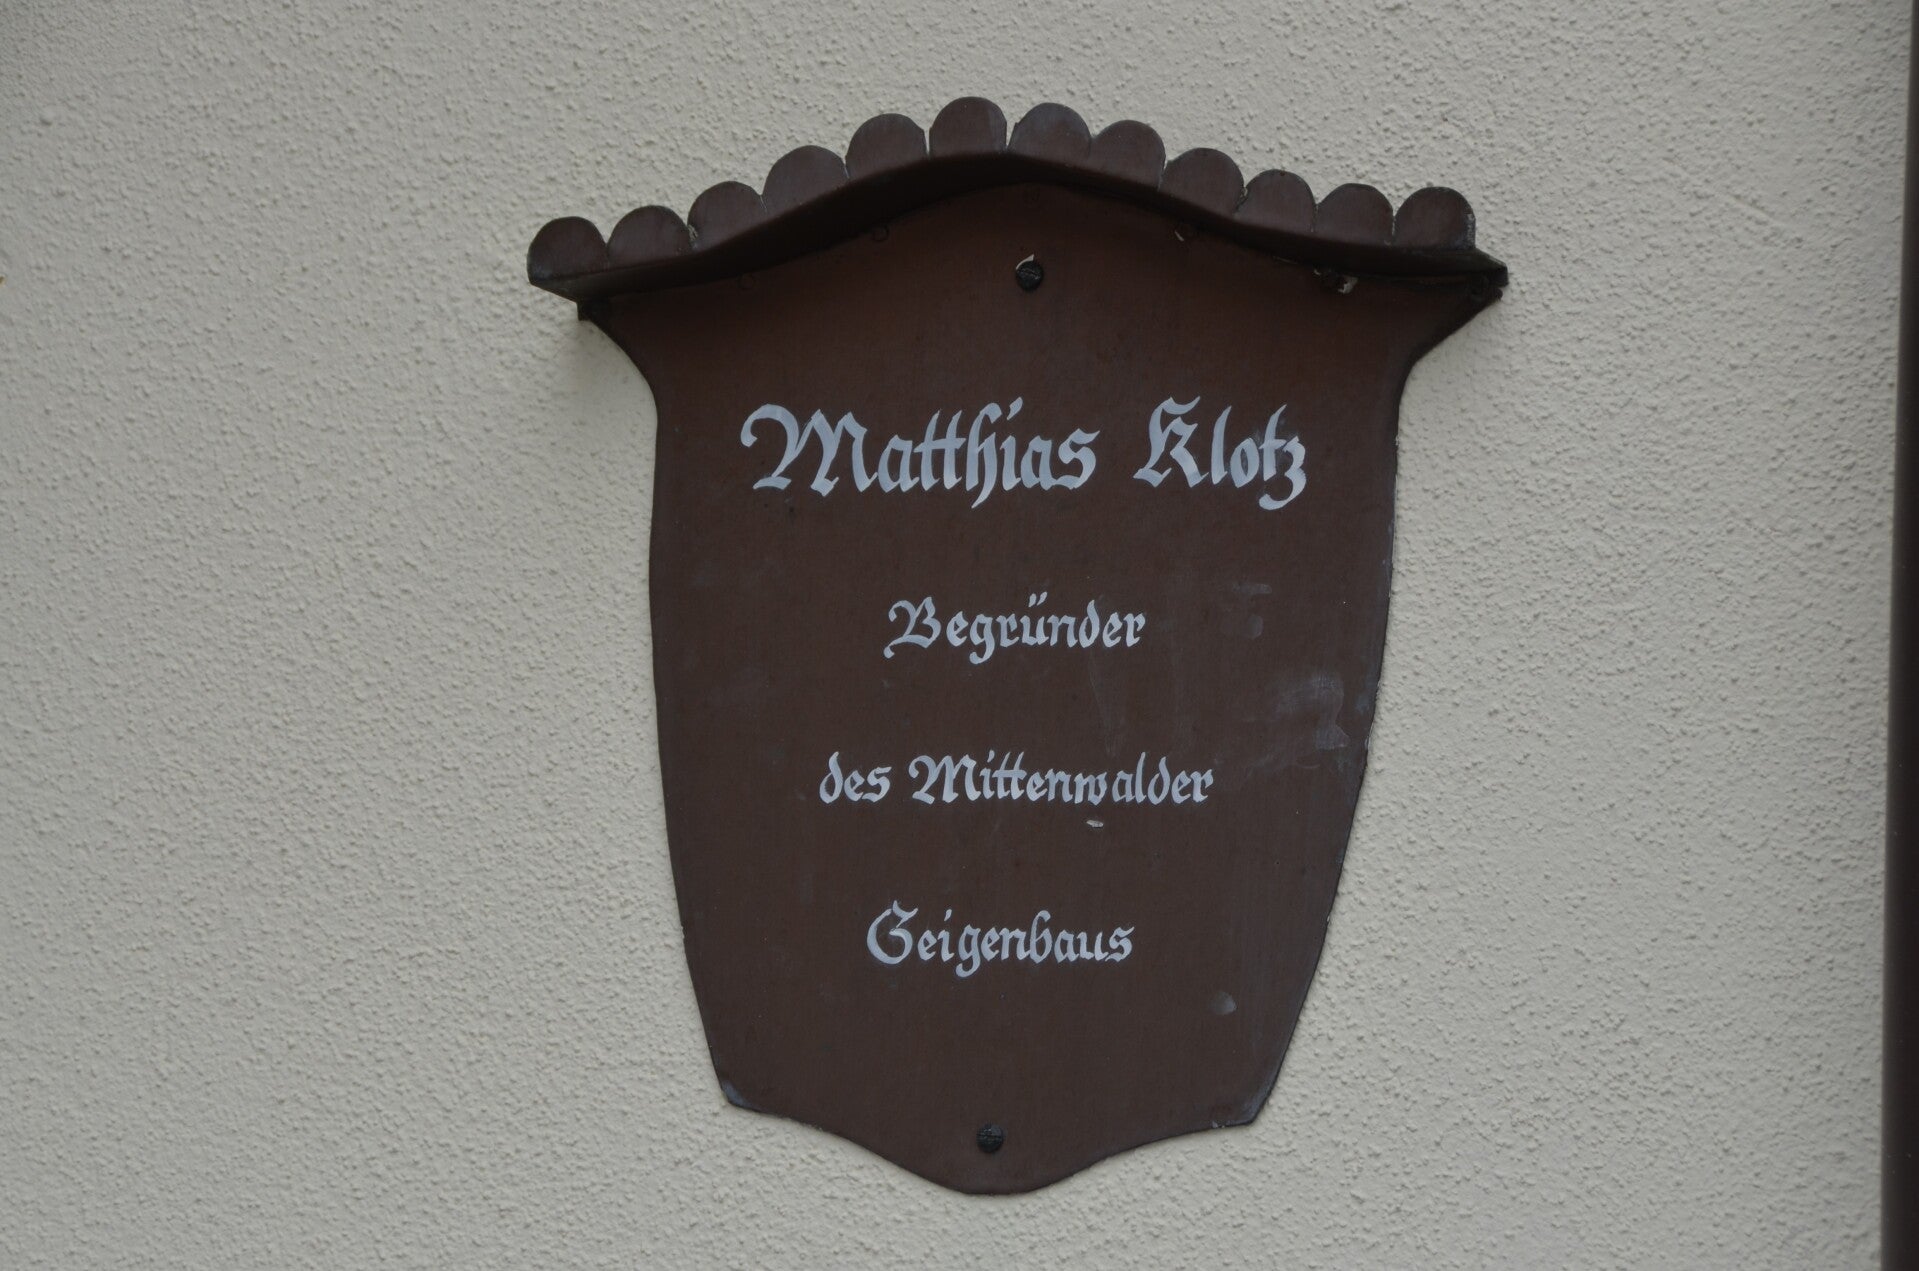 Matthias Klotz
Begründer
des Mittenwalder
Geigenbaus